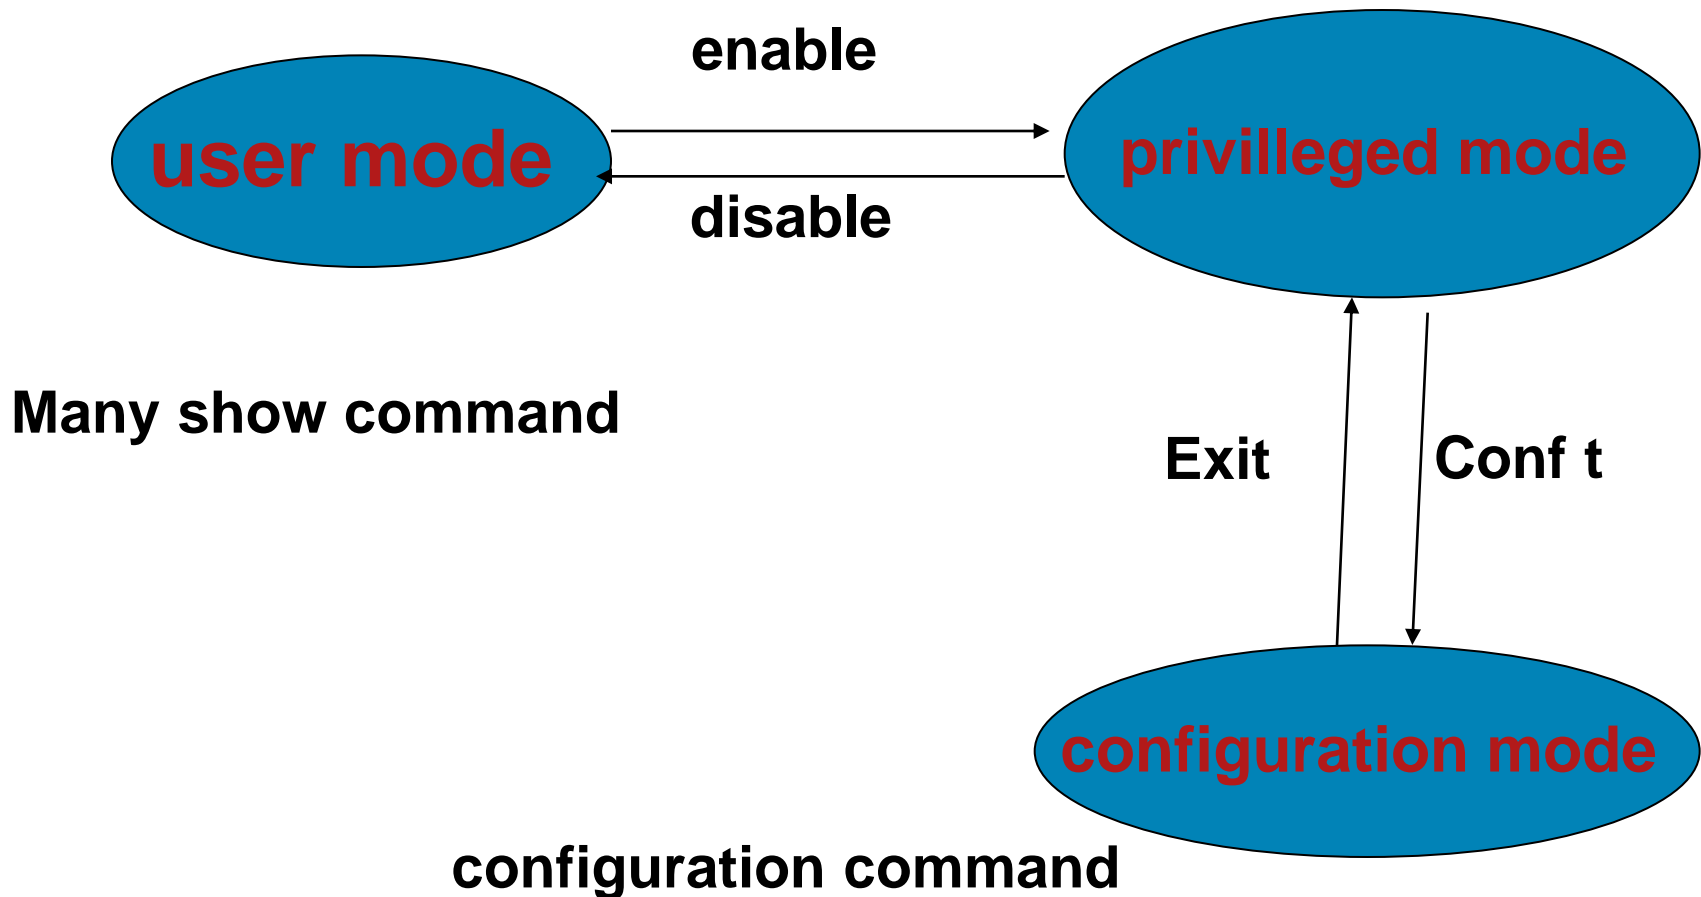 enable
user mode
privilleged mode
disable
Many show command
Exit
Conf t
configuration mode
configuration command